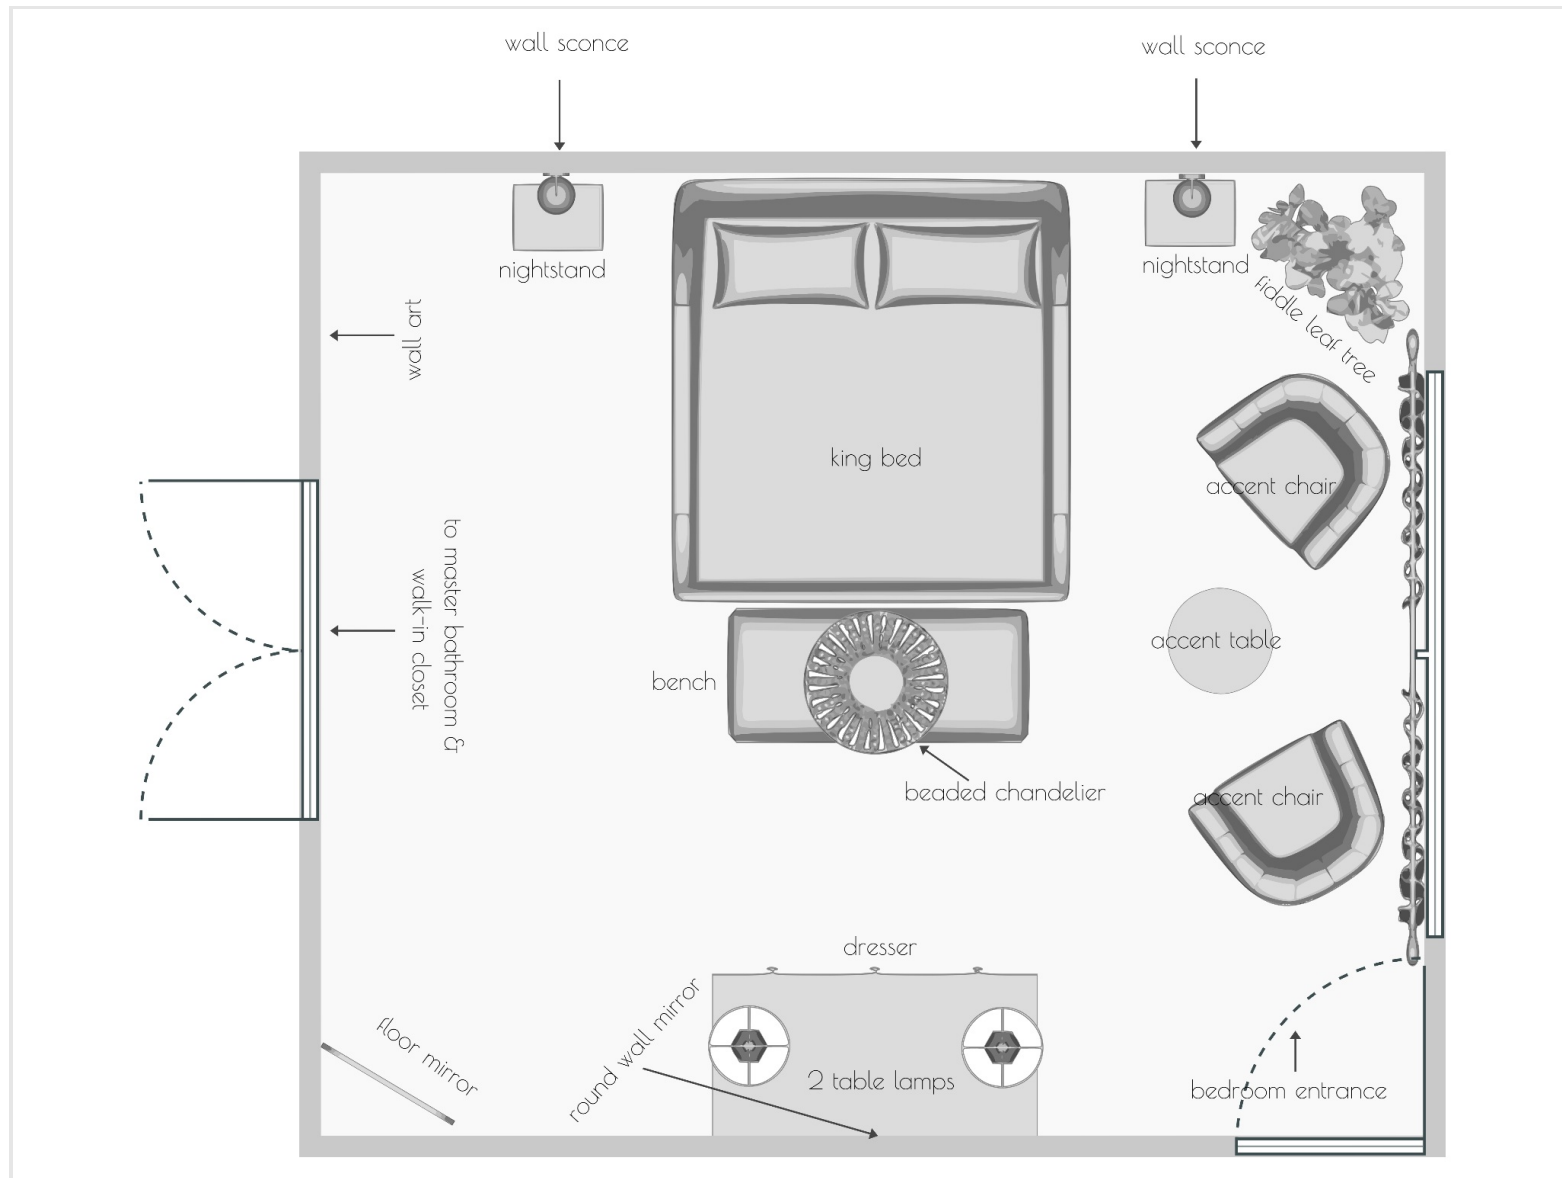 wall sconce
wall sconce
nightstand
nightstand
fiddle leaf tree
wall art
king bed
accent chair
to master bathroom &
walk-in closet
accent table
bench
beaded chandelier
accent chair
dresser
round wall mirror
floor mirror
2 table lamps
bedroom entrance